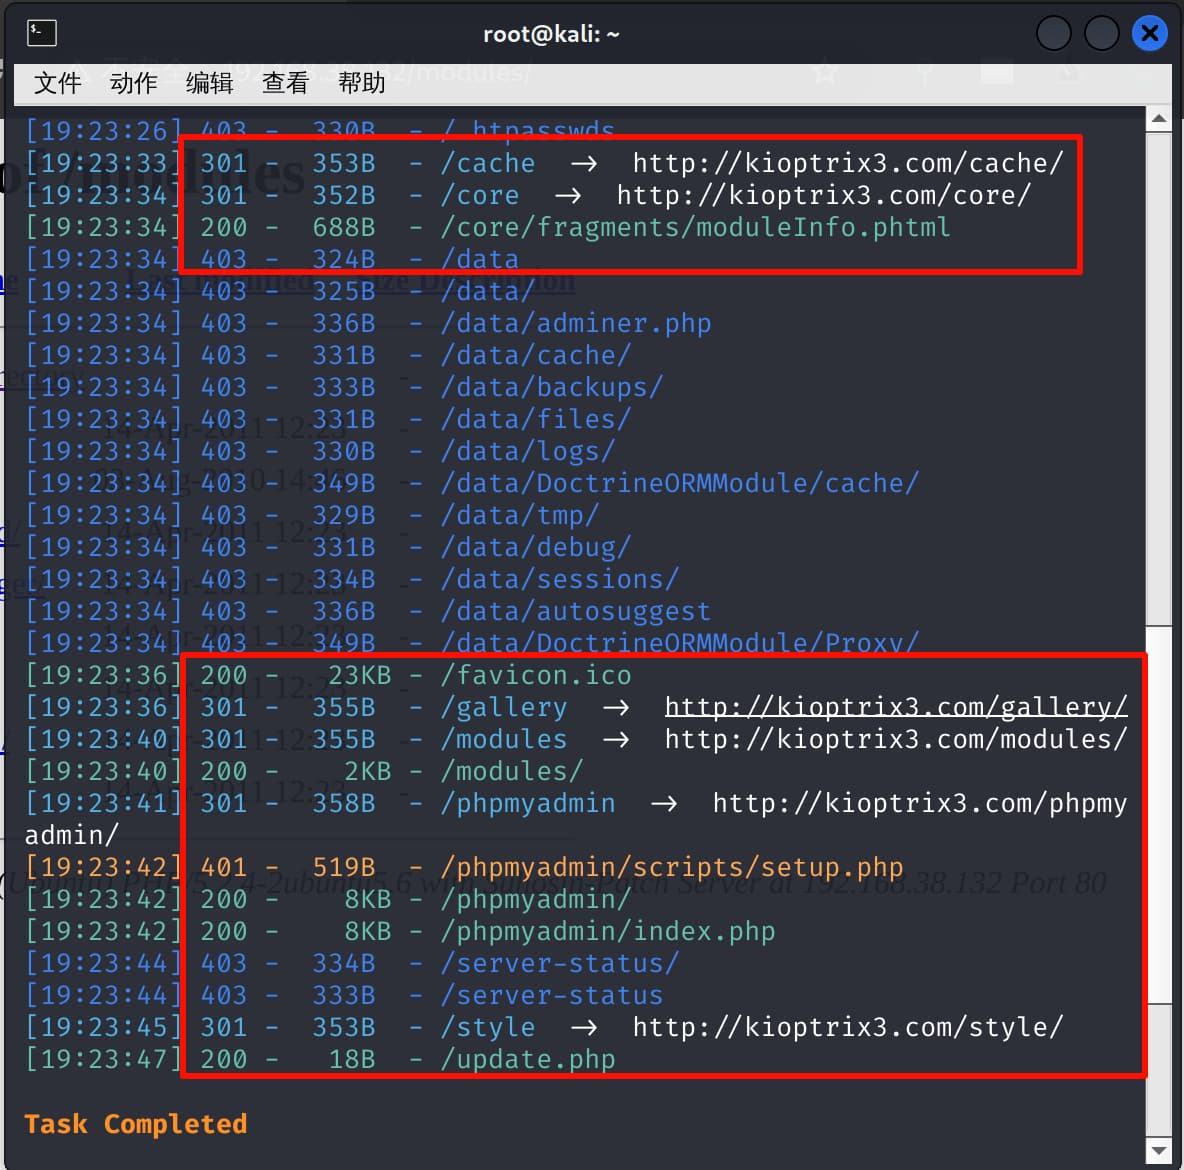 root@kali: ~
文件 动作 编辑 查看 帮助
[19:23:26] 403 - 330B - /.htpasswds
[19:23:33] 301 - 353B - /cache → http://kioptrix3.com/cache/
[19:23:34] 301 - 352B - /core → http://kioptrix3.com/core/
[19:23:34] 200 - 688B - /core/fragments/moduleInfo.phtml
[19:23:34] 403 - 324B - /data
[19:23:34] 403 - 325B - /data/
[19:23:34] 403 - 336B - /data/adminer.php
[19:23:34] 403 - 331B - /data/cache/
[19:23:34] 403 - 333B - /data/backups/
[19:23:34] 403 - 331B - /data/files/
[19:23:34] 403 - 330B - /data/logs/
[19:23:34] 403 - 349B - /data/DoctrineORMModule/cache/
[19:23:34] 403 - 329B - /data/tmp/
[19:23:34] 403 - 331B - /data/debug/
[19:23:34] 403 - 334B - /data/sessions/
[19:23:34] 403 - 336B - /data/autosuggest
[19:23:34] 403 - 349B - /data/DoctrineORMModule/Proxy/
[19:23:36] 200 - 23KB - /favicon.ico
[19:23:36] 301 - 355B - /gallery → http://kioptrix3.com/gallery/
[19:23:40] 301 - 355B - /modules → http://kioptrix3.com/modules/
[19:23:40] 200 - 2KB - /modules/
[19:23:41] 301 - 358B - /phpmyadmin → http://kioptrix3.com/phpmy
admin/
[19:23:42] 401 - 519B - /phpmyadmin/scripts/setup.php
[19:23:42] 200 - 8KB - /phpmyadmin/
[19:23:42] 200 - 8KB - /phpmyadmin/index.php
[19:23:44] 403 - 334B - /server-status/
[19:23:44] 403 - 333B - /server-status
[19:23:45] 301 - 353B - /style → http://kioptrix3.com/style/
[19:23:47] 200 - 18B - /update.php
Task Completed